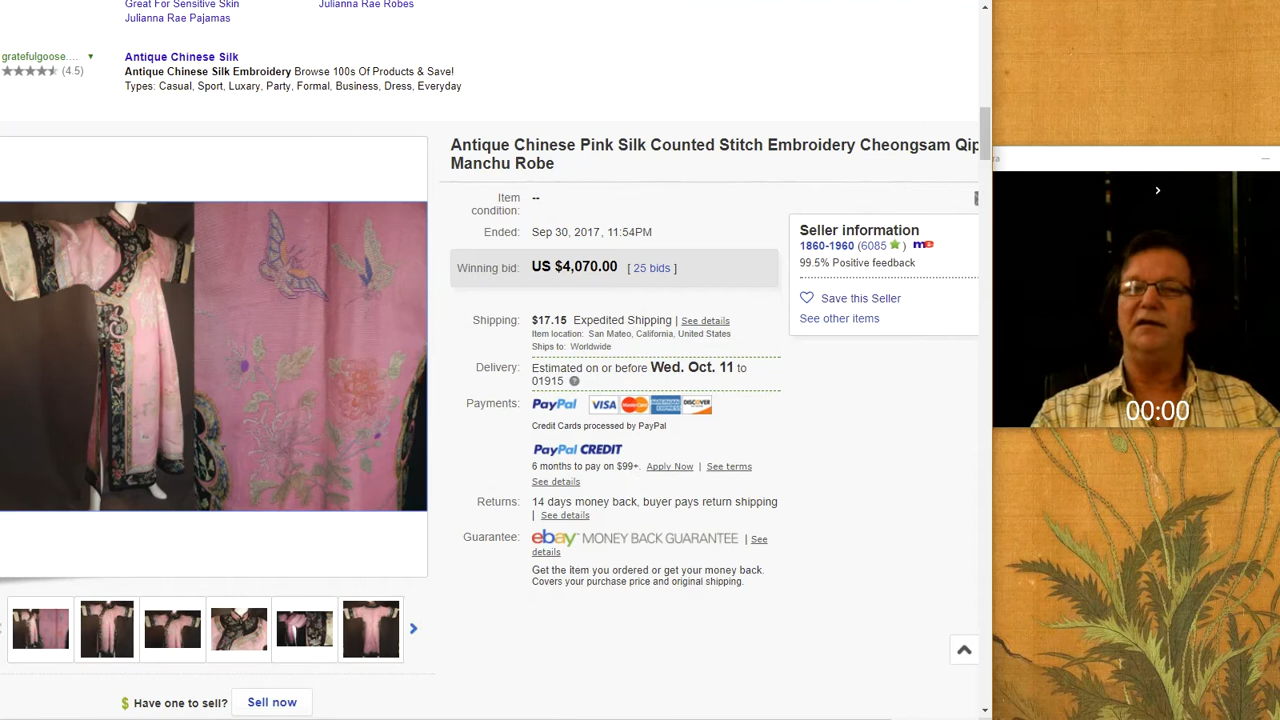 Great For Sensitive Skin
Julianna Rae Robes
Julianna Rae Pajamas
gratefulgoose....
Antique Chinese Silk
(4.5)
Antique Chinese Silk Embroidery Browse 100s Of Products & Save!
Types: Casual, Sport, Luxary, Party, Formal, Business, Dress, Everyday
Antique Chinese Pink Silk Counted Stitch Embroidery Cheongsam Qip
Manchu Robe
Item condition: --
Ended: Sep 30, 2017, 11:54PM
Winning bid: US $4,070.00 [ 25 bids ]
Shipping: $17.15 Expedited Shipping | See details
Item location: San Mateo, California, United States
Ships to: Worldwide
Delivery: Estimated on or before Wed. Oct. 11 to
01915
Payments: PayPal VISA MasterCard AMERICAN EXPRESS DISCOVER
Credit Cards processed by PayPal
PayPal CREDIT
6 months to pay on $99+. Apply Now | See terms
See details
Returns: 14 days money back, buyer pays return shipping
| See details
Guarantee: ebay MONEY BACK GUARANTEE | See
details
Get the item you ordered or get your money back.
Covers your purchase price and original shipping.
Seller information
1860-1960 (6085 )
99.5% Positive feedback
Save this Seller
See other items
ra
00:00
$ Have one to sell? Sell now